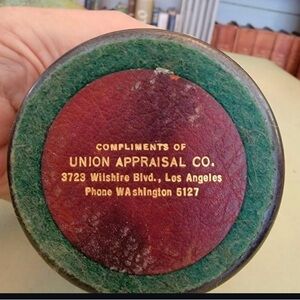 COMPLIMENTS OF
UNION APPRAISAL CO.
3723 Wilshire Blvd., Los Angeles
Phone WAshington 5127